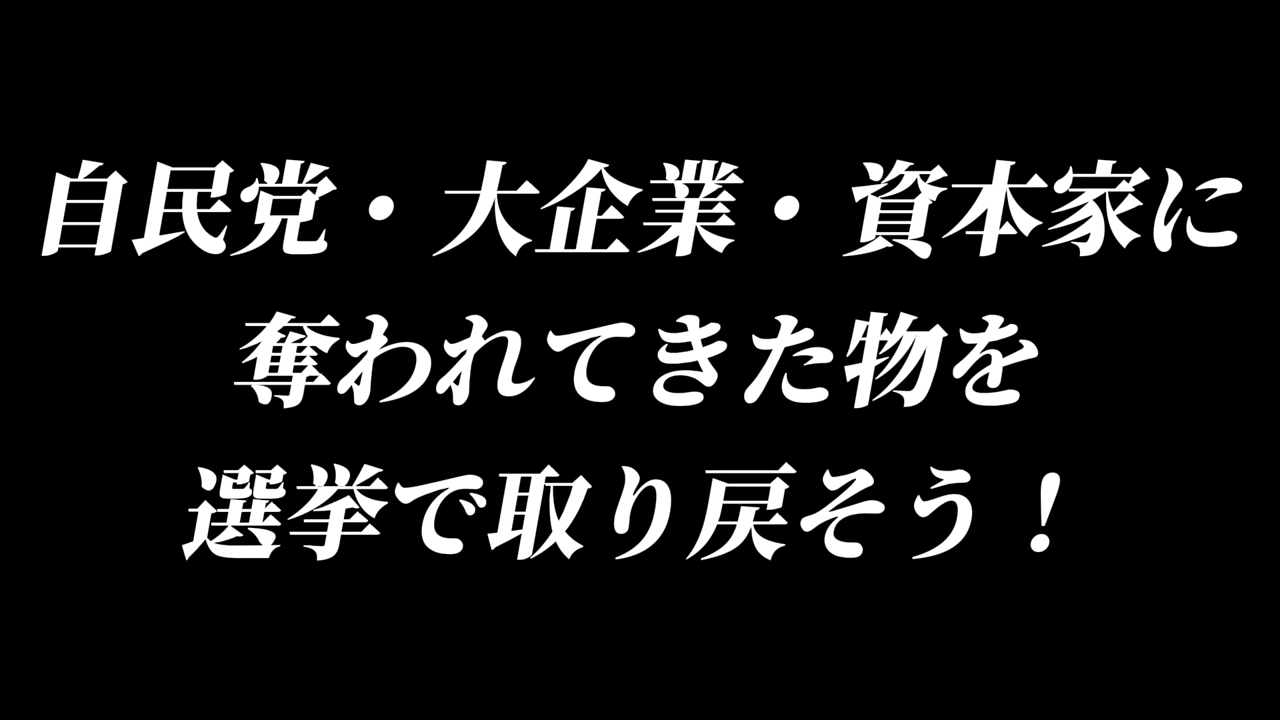 自民党・大企業・資本家に
奪われてきた物を
選挙で取り戻そう！